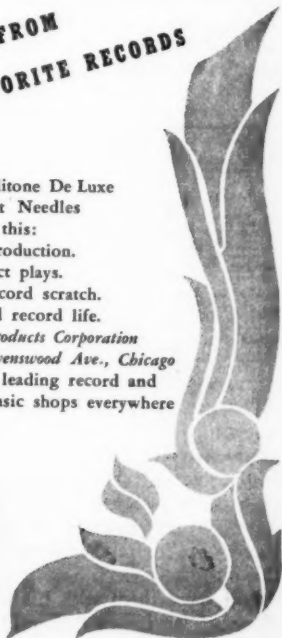 FROM
ORITE RECORDS
litone De Luxe
t Needles
this:
roduction.
ct plays.
cord scratch.
d record life.
roducts Corporation
venswood Ave., Chicago
leading record and
usic shops everywhere